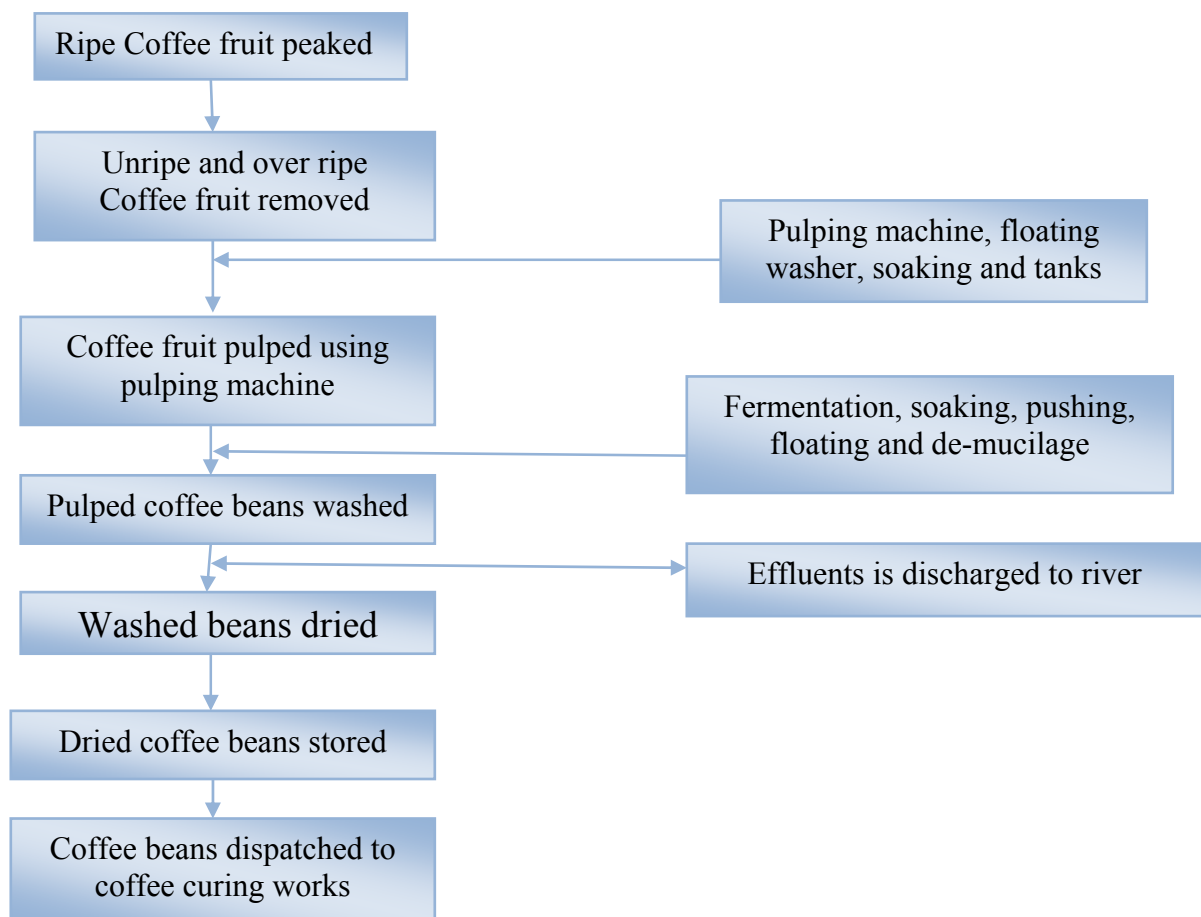 Ripe Coffee fruit peaked
Unripe and over ripe
Coffee fruit removed
Pulping machine, floating
washer, soaking and tanks
Coffee fruit pulped using
pulping machine
Fermentation, soaking, pushing,
floating and de-mucilage
Pulped coffee beans washed
Effluents is discharged to river
Washed beans dried
Dried coffee beans stored
Coffee beans dispatched to
coffee curing works